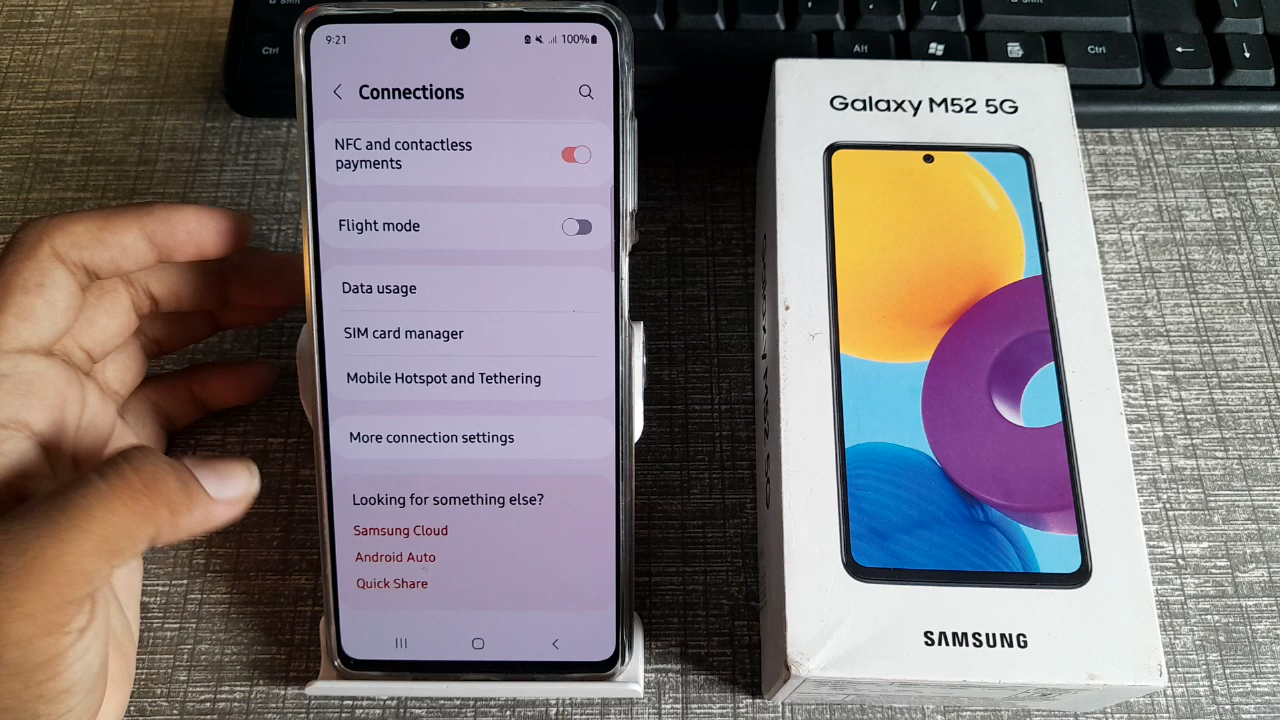 9:21
100%
Connections
NFC and contactless
payments
Flight mode
Data usage
SIM card manager
Mobile Hotspot and Tethering
More connection settings
Looking for something else?
Samsung Cloud
Android Auto
Quick Share
Galaxy M52 5G
SAMSUNG
Ctrl
Alt
Ctrl